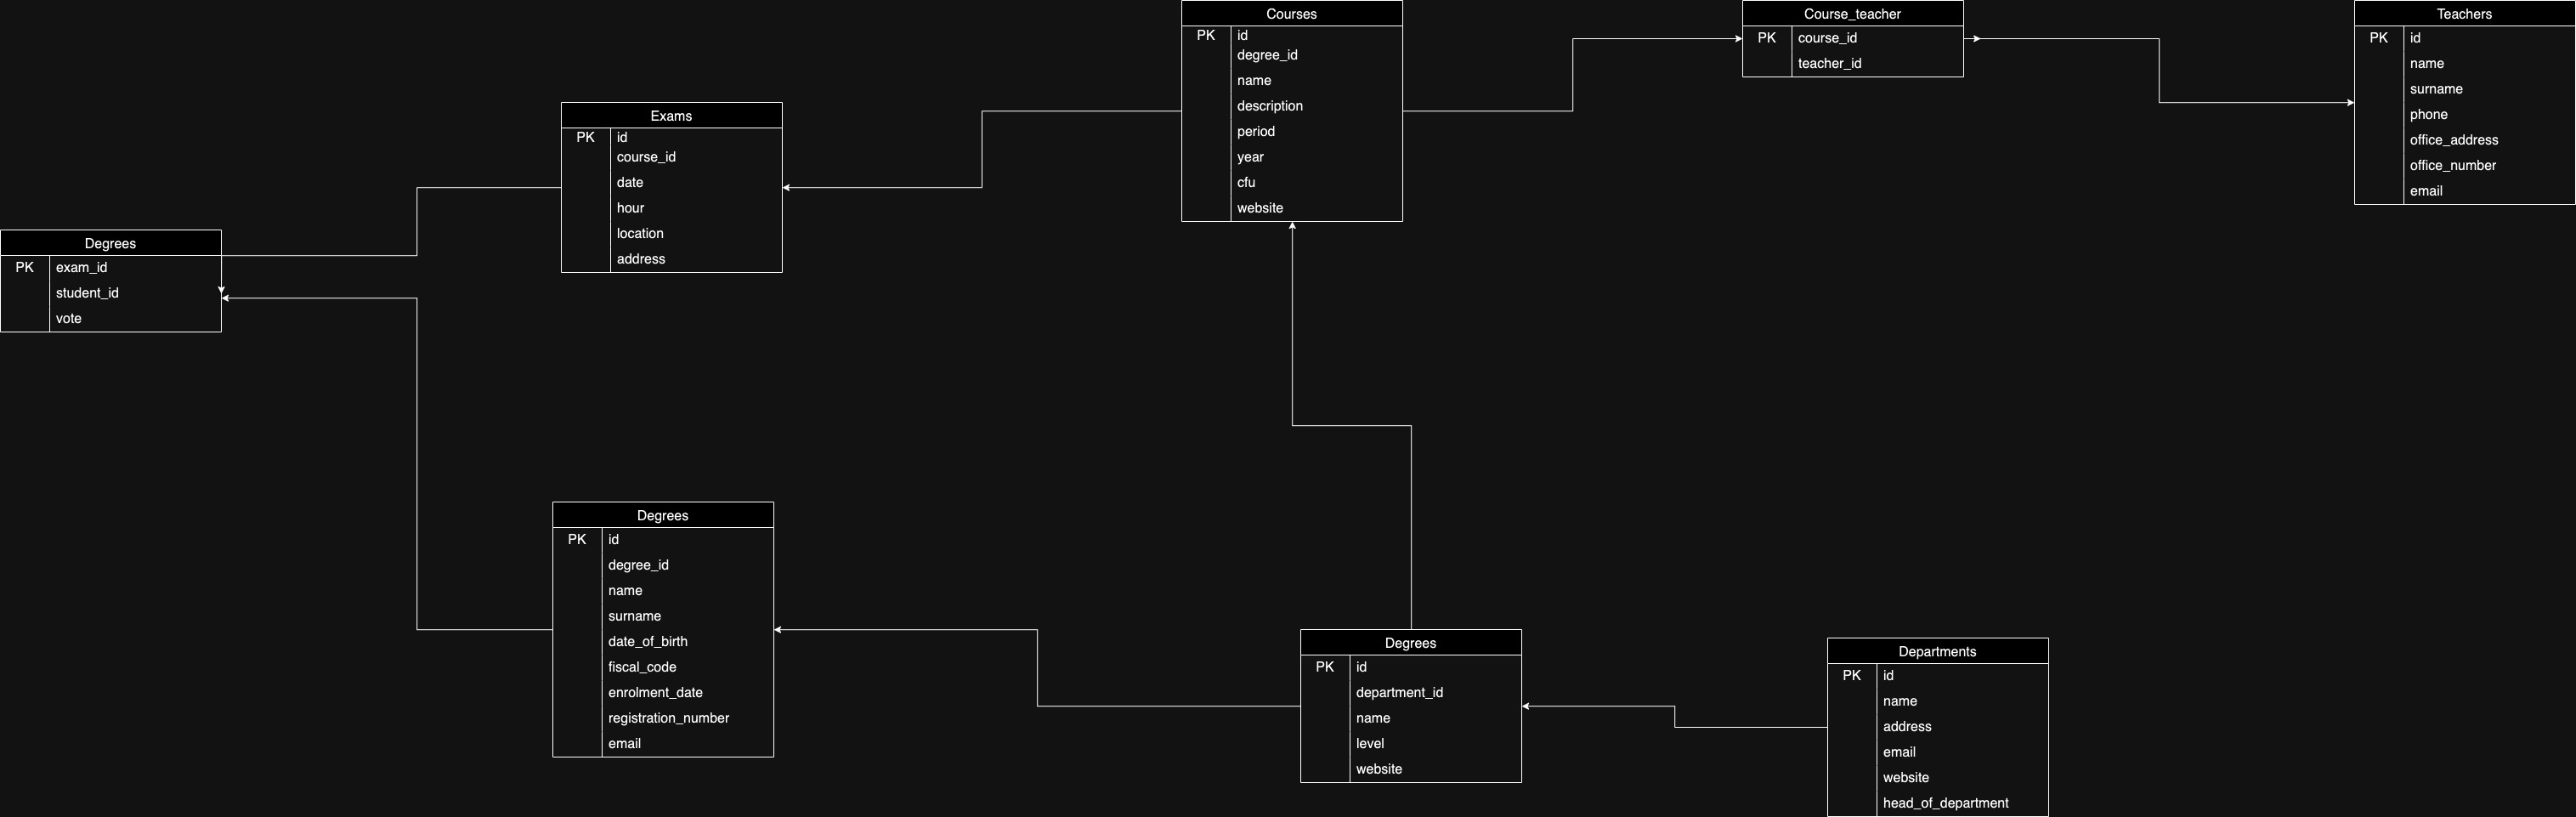 Courses
PK id
degree_id
name
description
period
year
cfu
website
Course_teacher
PK course_id
teacher_id
Teachers
PK id
name
surname
phone
office_address
office_number
email
Exams
PK id
course_id
date
hour
location
address
Degrees
PK exam_id
student_id
vote
Degrees
PK id
degree_id
name
surname
date_of_birth
fiscal_code
enrolment_date
registration_number
email
Degrees
PK id
department_id
name
level
website
Departments
PK id
name
address
email
website
head_of_department